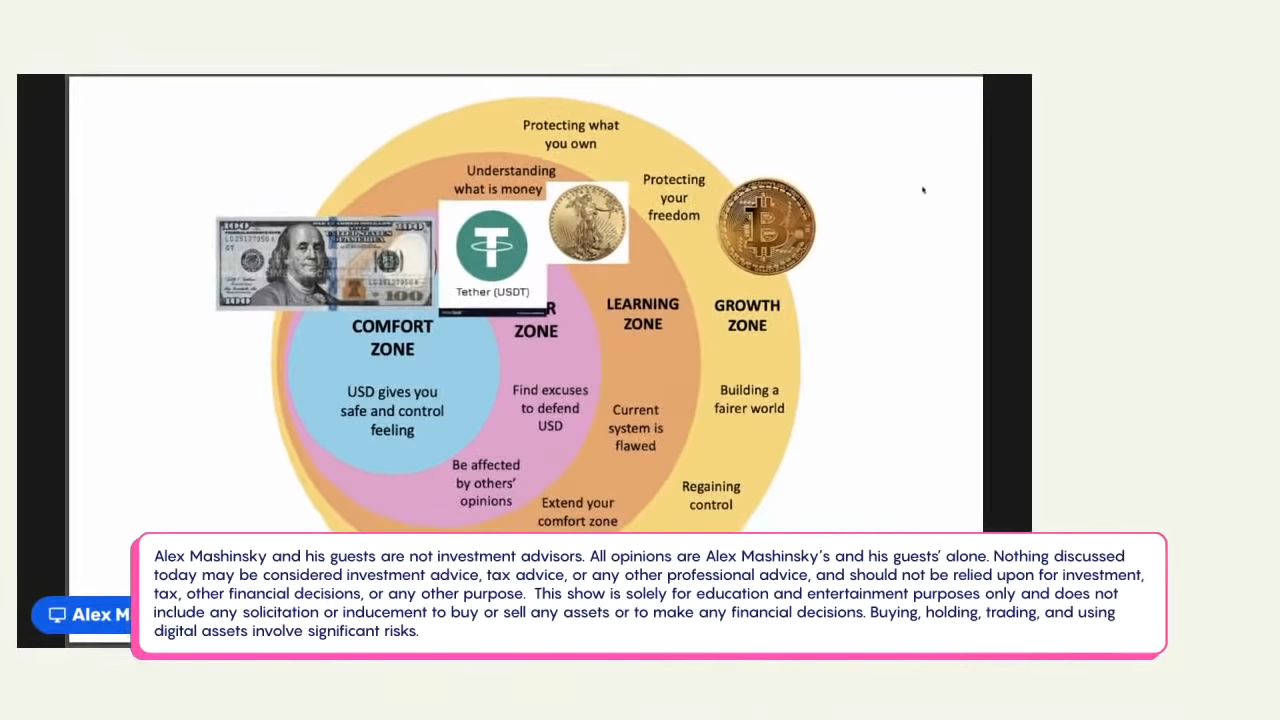 Protecting what
you own
Understanding
what is money
Protecting
your
freedom
100
100
100
100
Tether (USDT)
COMFORT
ZONE
R
ZONE
LEARNING
ZONE
GROWTH
ZONE
USD gives you
safe and control
feeling
Find excuses
to defend
USD
Current
system is
flawed
Building a
fairer world
Be affected
by others'
opinions
Extend your
comfort zone
Regaining
control
Alex M
Alex Mashinsky and his guests are not investment advisors. All opinions are Alex Mashinsky's and his guests' alone. Nothing discussed
today may be considered investment advice, tax advice, or any other professional advice, and should not be relied upon for investment,
tax, other financial decisions, or any other purpose.  This show is solely for education and entertainment purposes only and does not
include any solicitation or inducement to buy or sell any assets or to make any financial decisions. Buying, holding, trading, and using
digital assets involve significant risks.